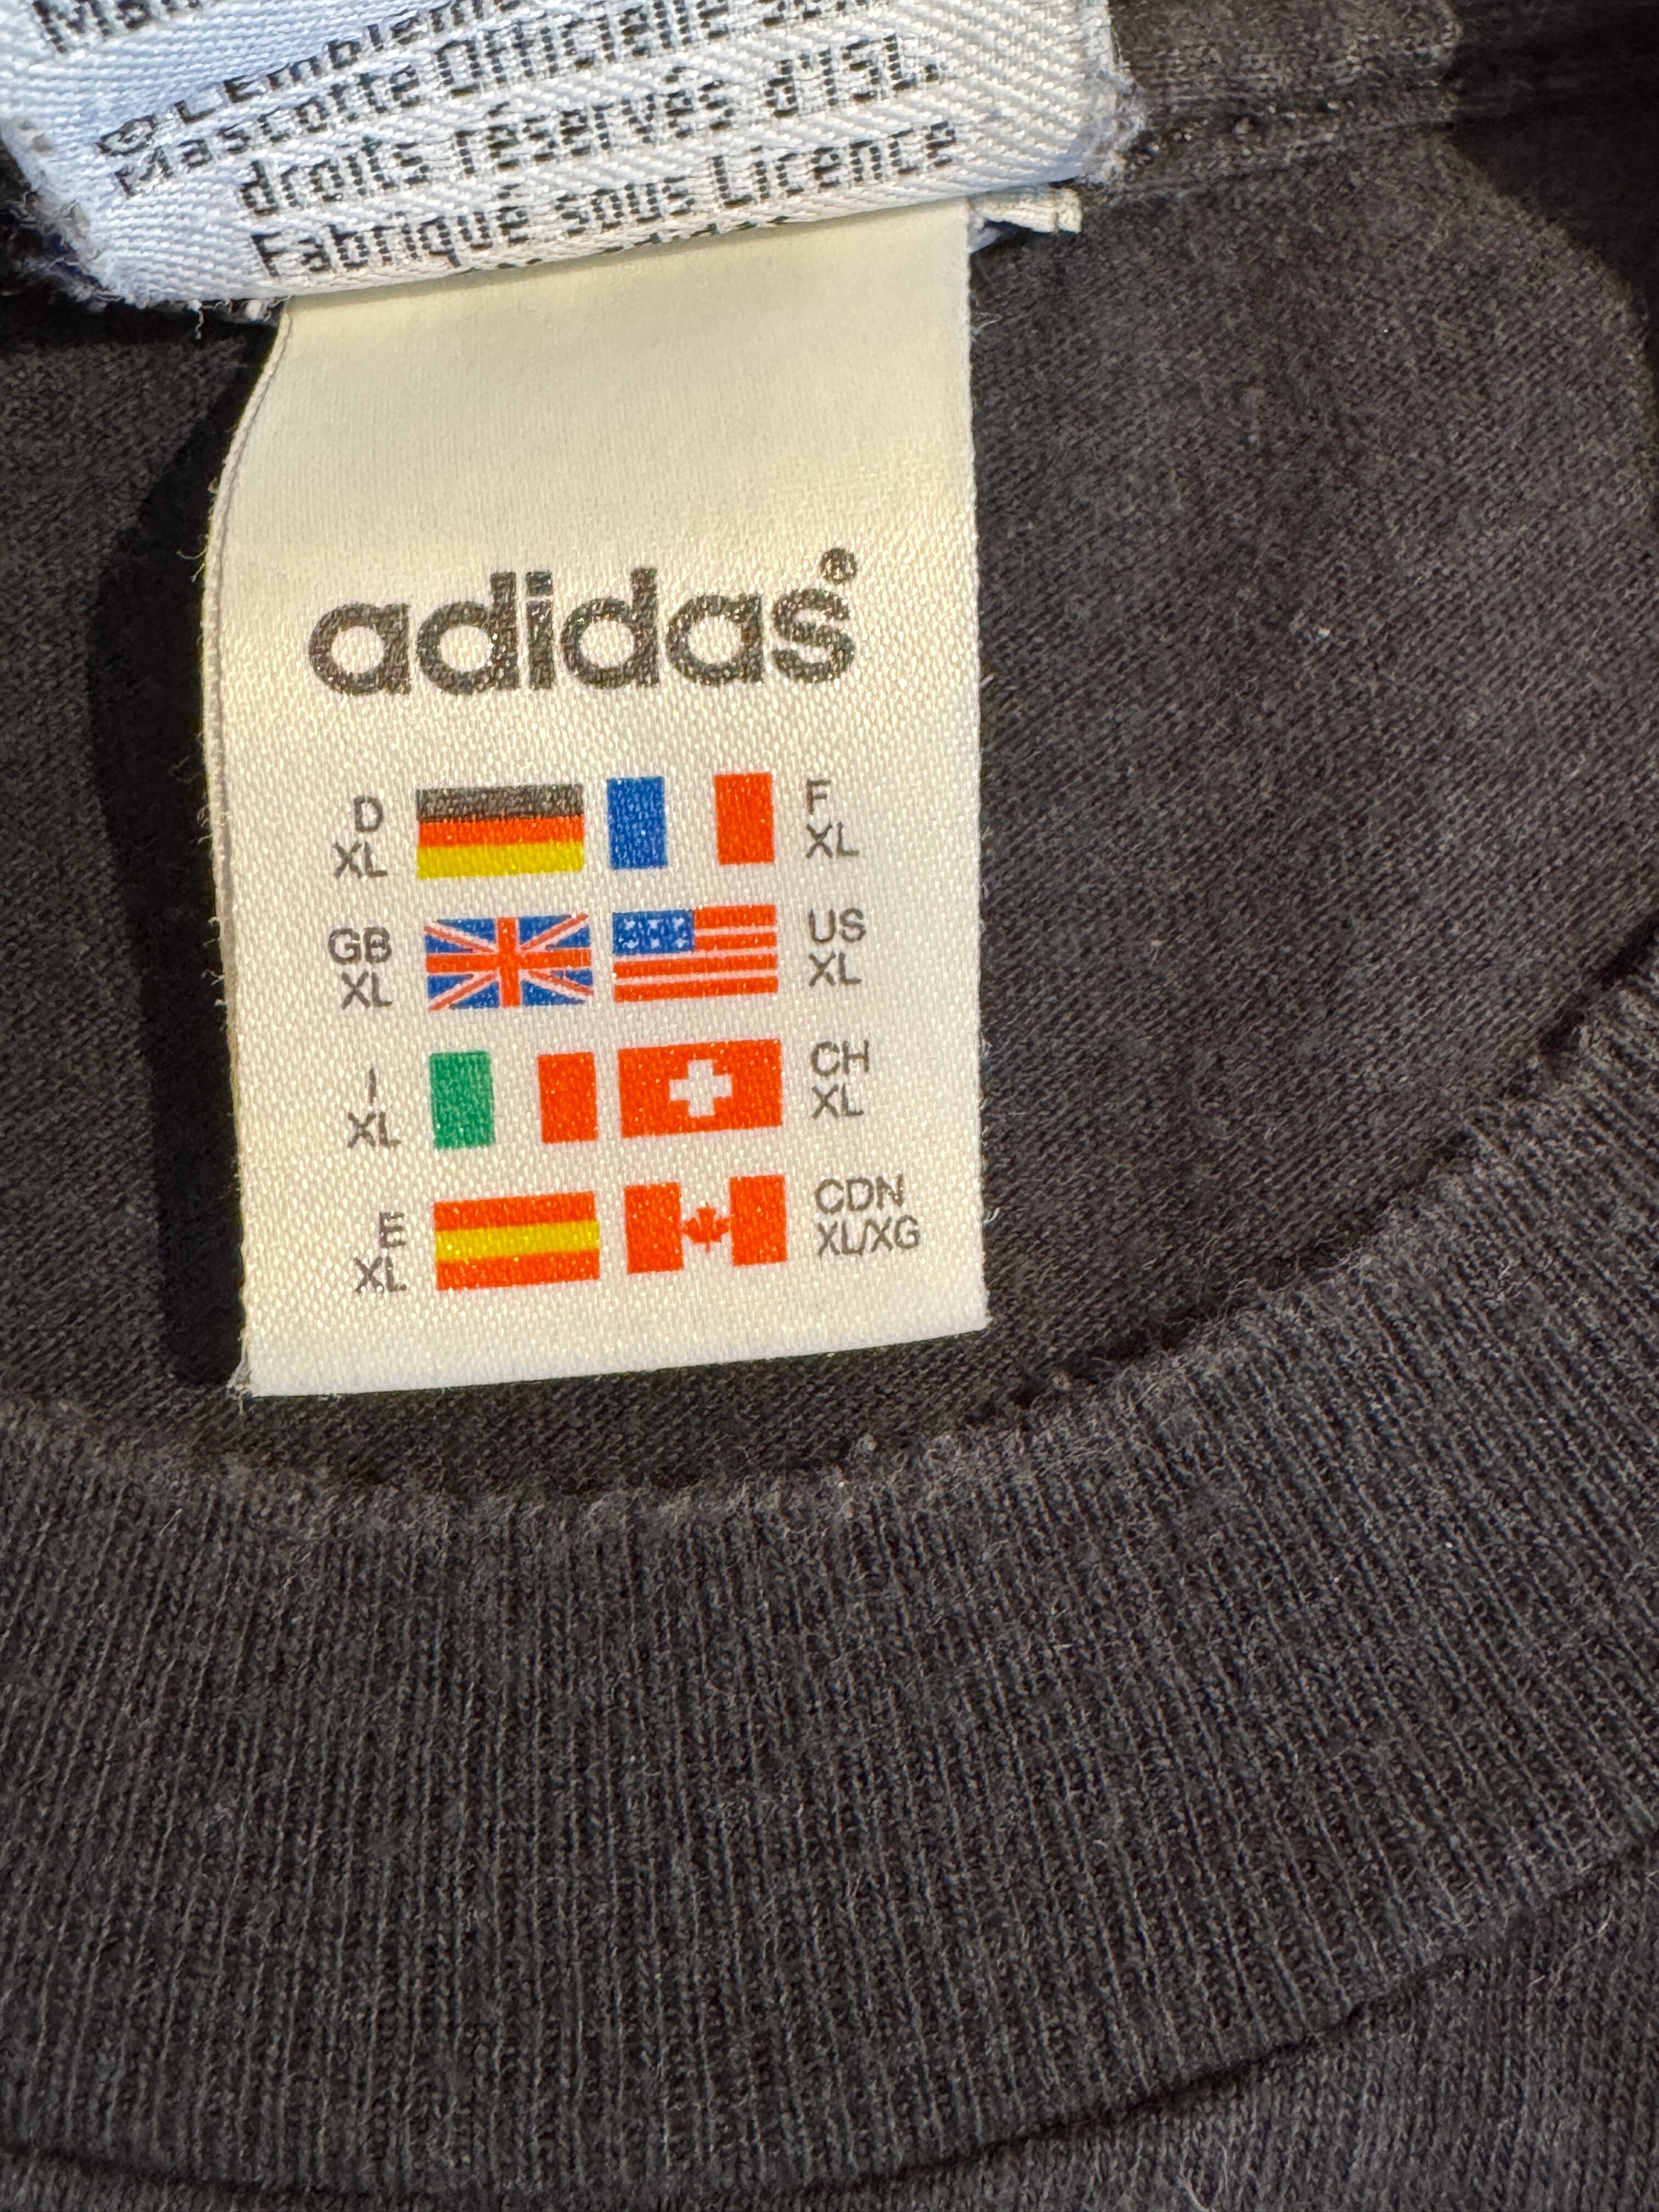 © L'Emblème
Mascotte Officielle
droits réservés d'ISL.
Fabriqué sous Licence
adidas®
D
XL
F
XL
GB
XL
US
XL
I
XL
CH
XL
E
XL
CDN
XL/XG